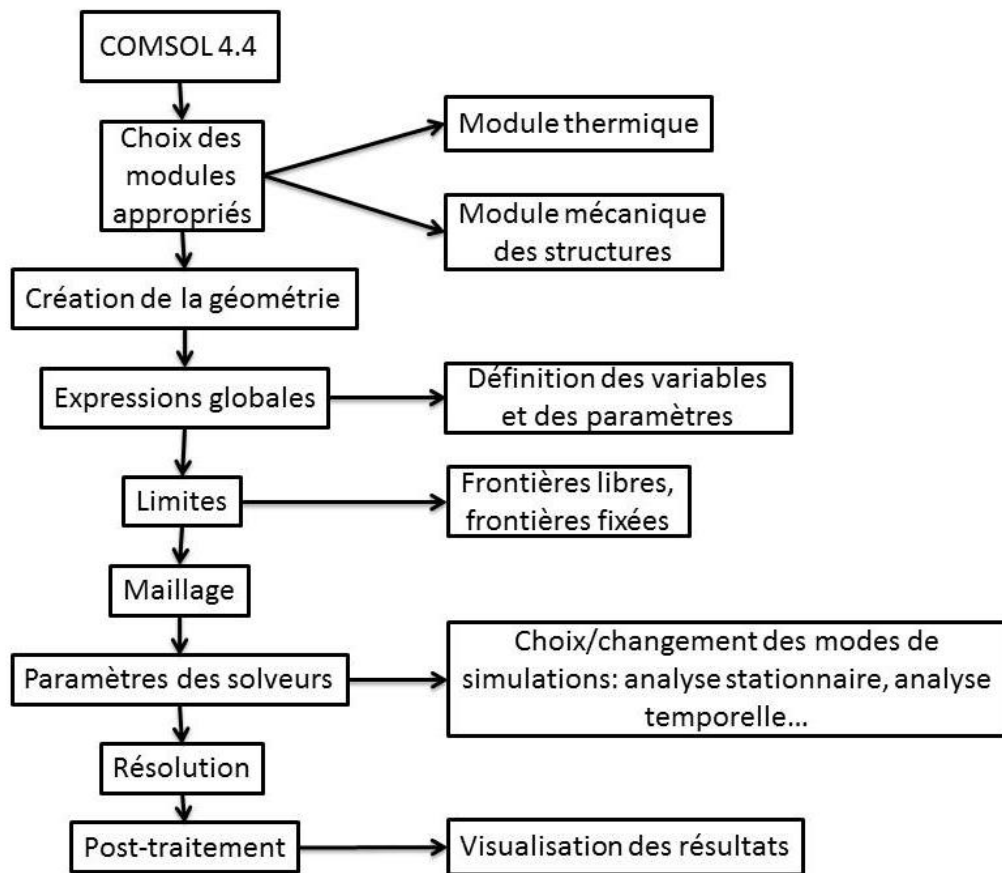 COMSOL 4.4
Choix des
modules
appropriés
Module thermique
Module mécanique
des structures
Création de la géométrie
Expressions globales
Définition des variables
et des paramètres
Limites
Frontières libres,
frontières fixées
Maillage
Paramètres des solveurs
Choix/changement des modes de
simulations: analyse stationnaire, analyse
temporelle...
Résolution
Post-traitement
Visualisation des résultats